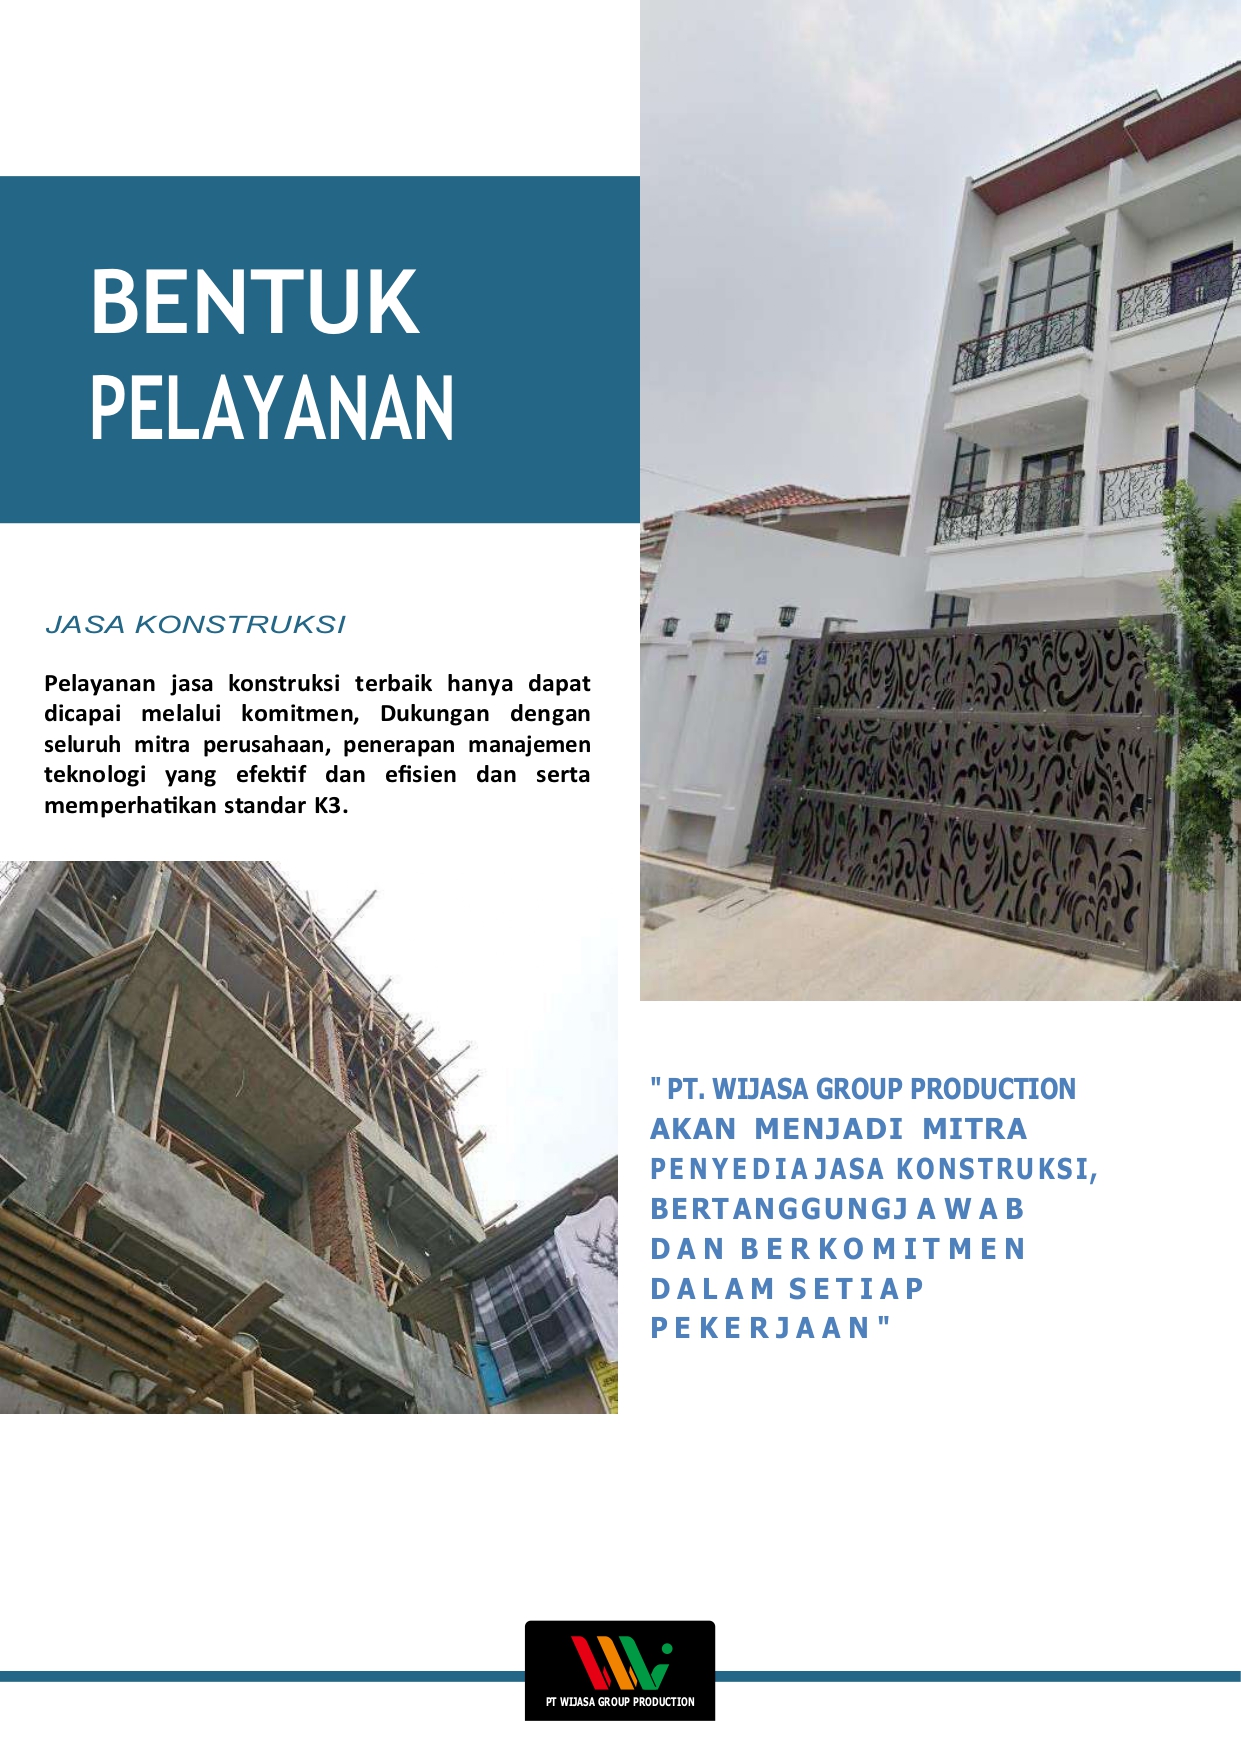 BENTUK
PELAYANAN
JASA KONSTRUKSI
Pelayanan jasa konstruksi terbaik hanya dapat
dicapai melalui komitmen, Dukungan dengan
seluruh mitra perusahaan, penerapan manajemen
teknologi yang efektif dan efisien dan serta
memperhatikan standar K3.
" PT. WIJASA GROUP PRODUCTION
AKAN MENJADI MITRA
PENYEDIA JASA KONSTRUKSI,
BERTANGGUNGJAWAB
DAN BERKOMITMEN
DALAM SETIAP
PEKERJAAN"
PT WIJASA GROUP PRODUCTION